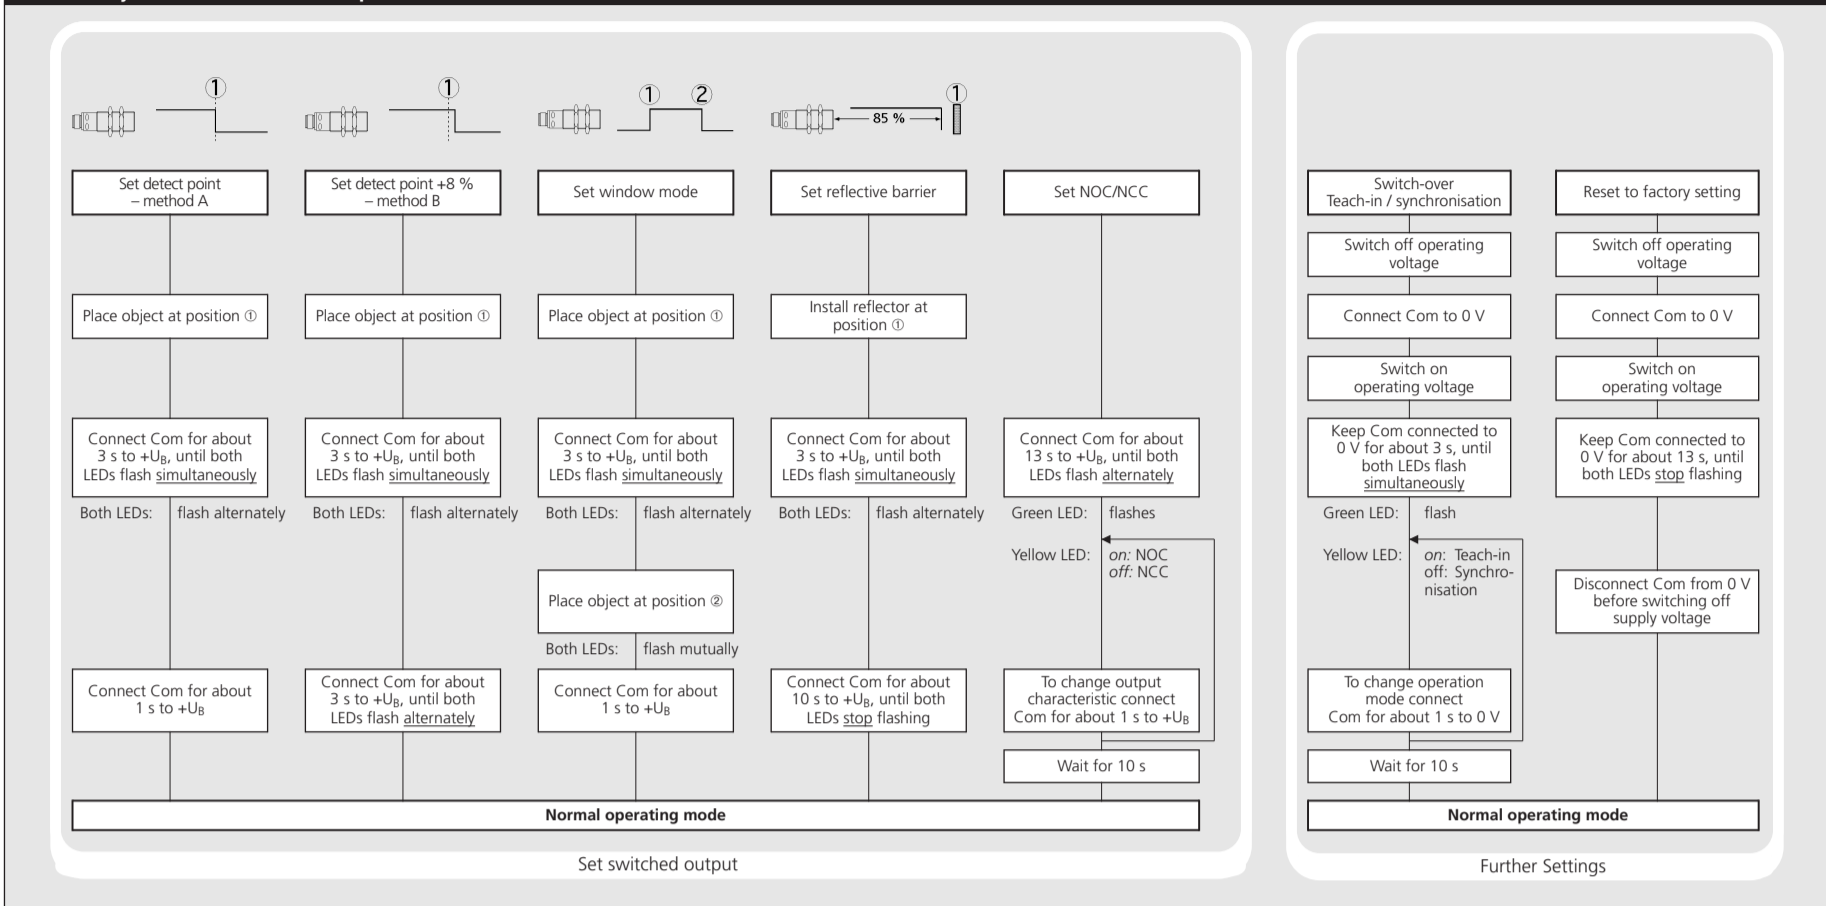 ①
①
①
②
85 %
①
Set detect point
– method A
Place object at position ①
Connect Com for about
3 s to +UB, until both
LEDs flash simultaneously
Both LEDs: flash alternately
Connect Com for about
1 s to +UB
Set detect point +8 %
– method B
Place object at position ①
Connect Com for about
3 s to +UB, until both
LEDs flash simultaneously
Both LEDs: flash alternately
Connect Com for about
3 s to +UB, until both
LEDs flash alternately
Set window mode
Place object at position ①
Connect Com for about
3 s to +UB, until both
LEDs flash simultaneously
Both LEDs: flash alternately
Place object at position ②
Both LEDs: flash mutually
Connect Com for about
1 s to +UB
Set reflective barrier
Install reflector at
position ①
Connect Com for about
3 s to +UB, until both
LEDs flash simultaneously
Both LEDs: flash alternately
Connect Com for about
10 s to +UB, until both
LEDs stop flashing
Set NOC/NCC
Connect Com for about
13 s to +UB, until both
LEDs flash alternately
Green LED: flashes
Yellow LED: on: NOC
off: NCC
To change output
characteristic connect
Com for about 1 s to +UB
Wait for 10 s
Normal operating mode
Set switched output
Switch-over
Teach-in / synchronisation
Switch off operating
voltage
Connect Com to 0 V
Switch on
operating voltage
Keep Com connected to
0 V for about 3 s, until
both LEDs flash
simultaneously
Green LED: flash
Yellow LED: on: Teach-in
off: Synchro-
nisation
To change operation
mode connect
Com for about 1 s to 0 V
Wait for 10 s
Reset to factory setting
Switch off operating
voltage
Connect Com to 0 V
Switch on
operating voltage
Keep Com connected to
0 V for about 13 s, until
both LEDs stop flashing
Disconnect Com from 0 V
before switching off
supply voltage
Normal operating mode
Further Settings